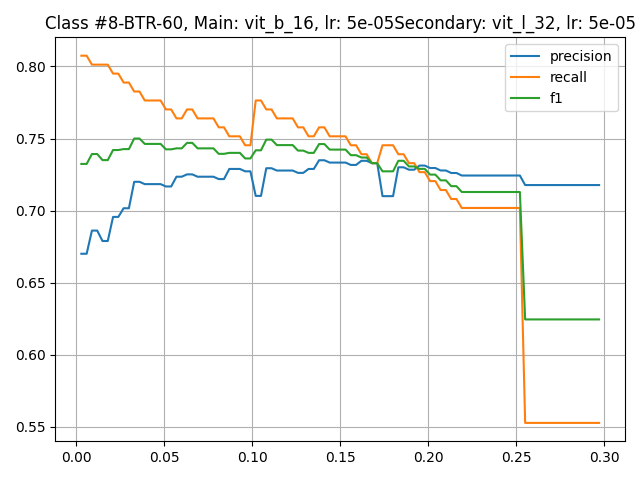 Class #8-BTR-60, Main: vit_b_16, lr: 5e-05Secondary: vit_l_32, lr: 5e-05
precision
recall
f1
0.80
0.75
0.70
0.65
0.60
0.55
0.00 0.05 0.10 0.15 0.20 0.25 0.30